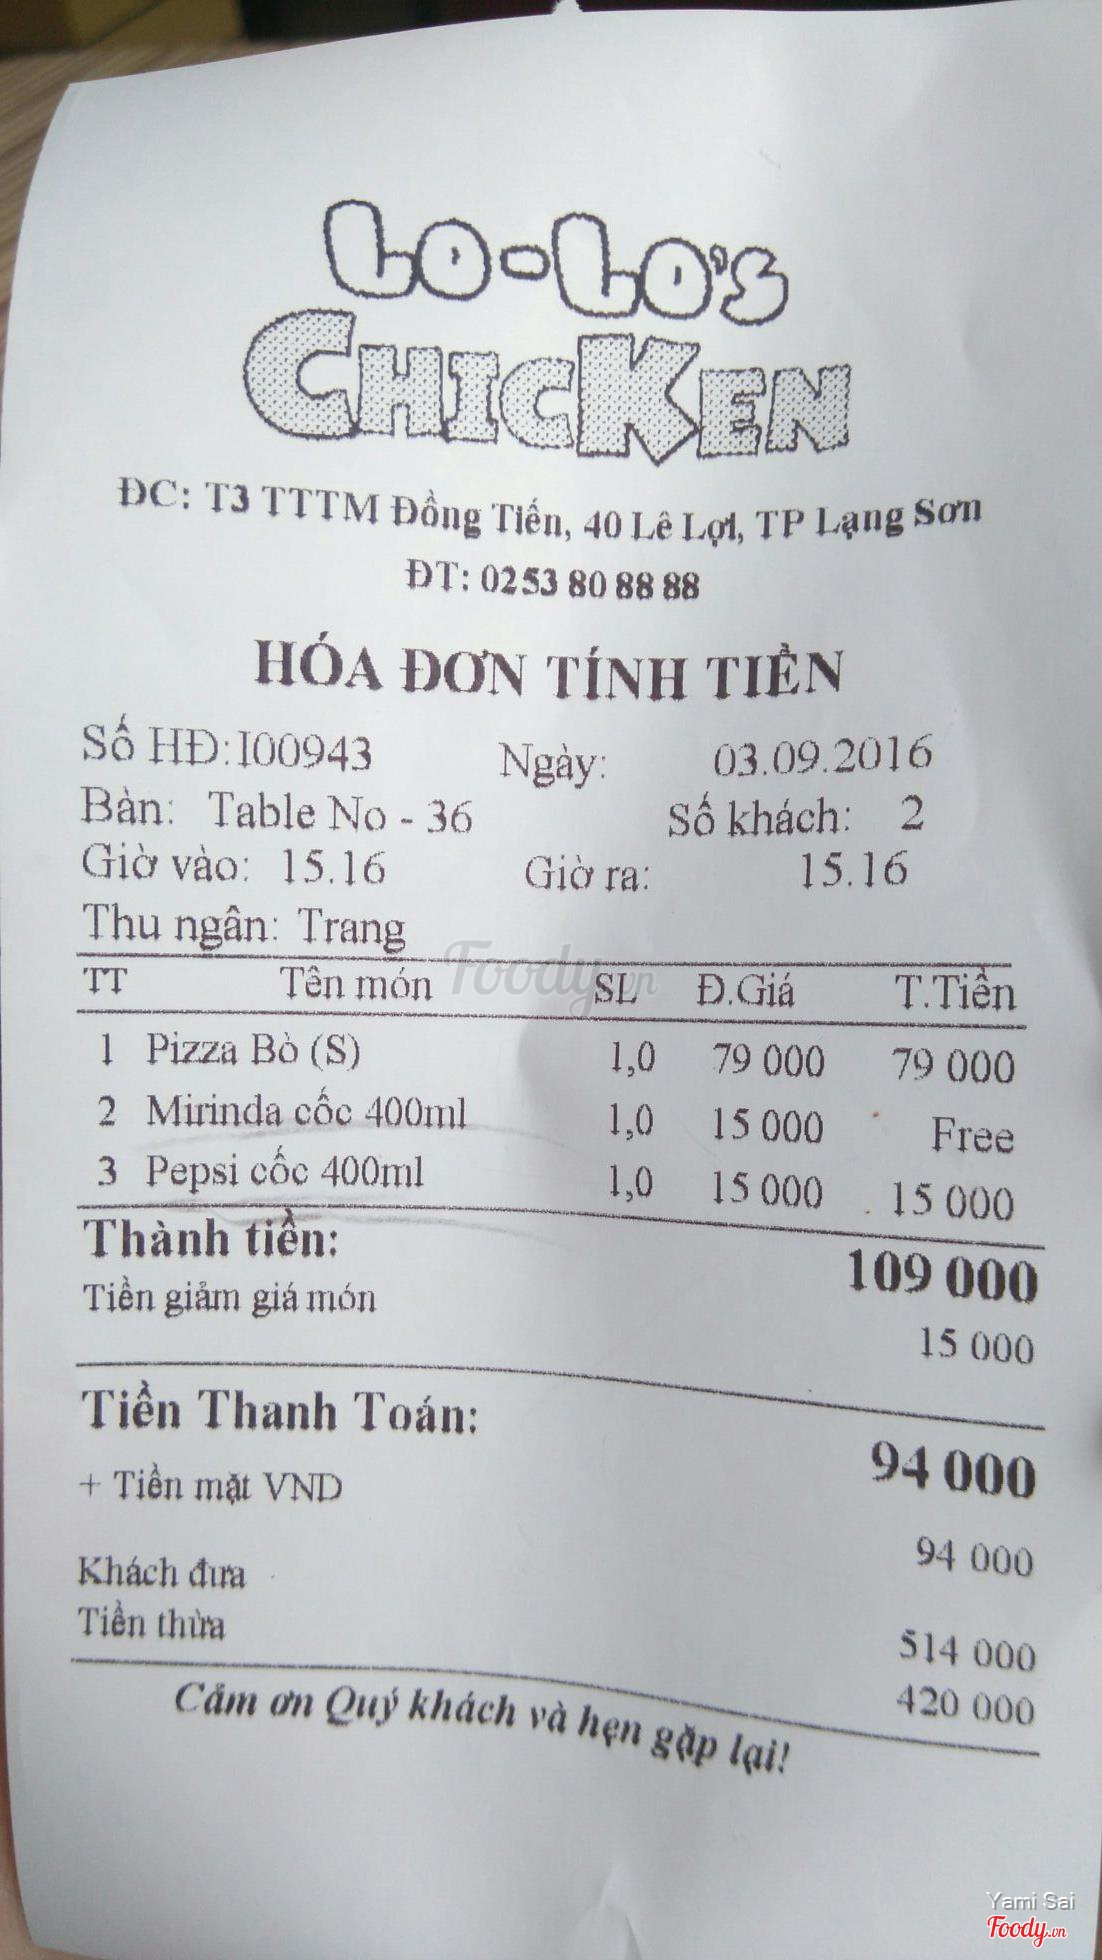 Lo-Lo's
ChicKen
ĐC: T3 TTTM Đồng Tiến, 40 Lê Lợi, TP Lạng Sơn
ĐT: 0253 80 88 88
HÓA ĐƠN TÍNH TIỀN
Số HĐ: I00943 Ngày: 03.09.2016
Bàn: Table No - 36 Số khách: 2
Giờ vào: 15.16 Giờ ra: 15.16
Thu ngân: Trang
Foody.vn
TT Tên món SL Đ.Giá T.Tiền
1 Pizza Bò (S) 1,0 79 000 79 000
2 Mirinda cốc 400ml 1,0 15 000 Free
3 Pepsi cốc 400ml 1,0 15 000 15 000
Thành tiền: 109 000
Tiền giảm giá món 15 000
Tiền Thanh Toán: 94 000
+ Tiền mặt VND 94 000
Khách đưa 514 000
Tiền thừa 420 000
Cảm ơn Quý khách và hẹn gặp lại!
Yami Sai
Foody.vn